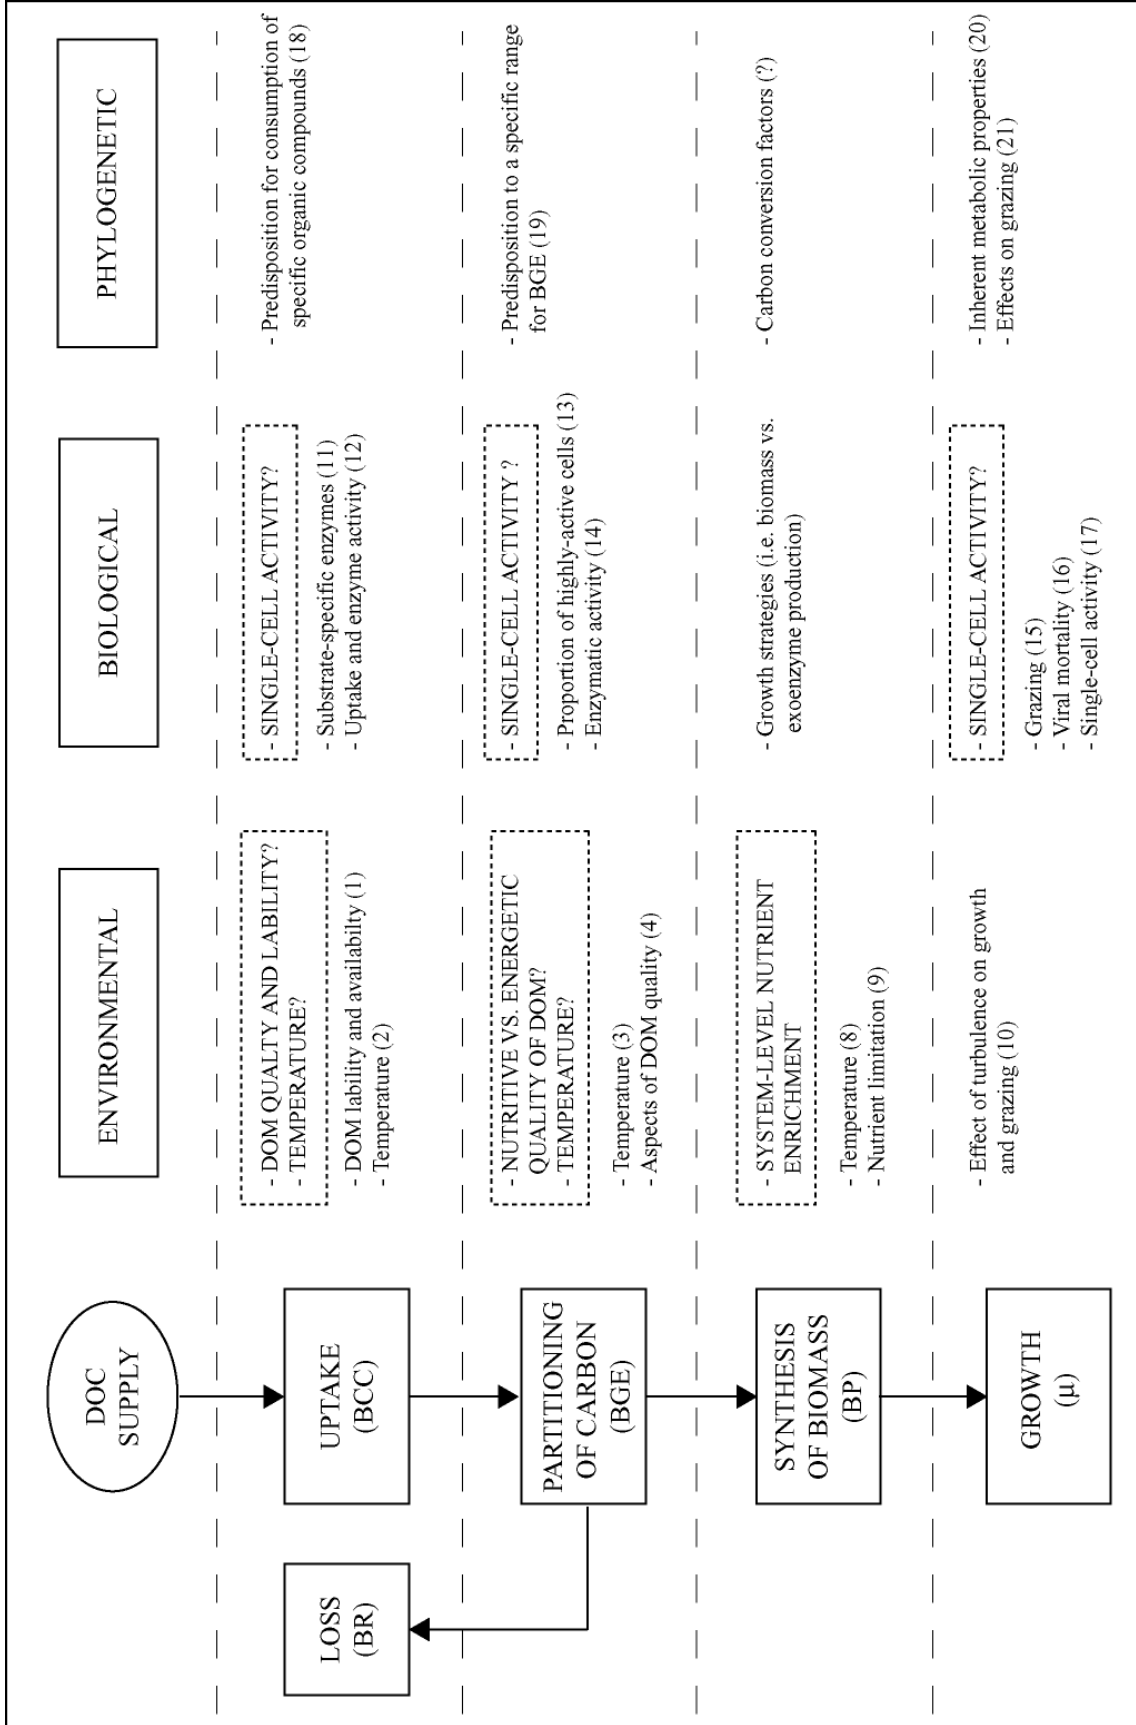 DOC
SUPPLY
ENVIRONMENTAL
BIOLOGICAL
PHYLOGENETIC
LOSS
(BR)
UPTAKE
(BCC)
- DOM QUALTY AND LABILITY?
- TEMPERATURE?
- DOM lability and availabilty (1)
- Temperature (2)
- SINGLE-CELL ACTIVITY?
- Substrate-specific enzymes (11)
- Uptake and enzyme activity (12)
- Predisposition for consumption of
specific organic compounds (18)
PARTITIONING
OF CARBON
(BGE)
- NUTRITIVE VS. ENERGETIC
QUALITY OF DOM?
- TEMPERATURE?
- Temperature (3)
- Aspects of DOM quality (4)
- SINGLE-CELL ACTIVITY ?
- Proportion of highly-active cells (13)
- Enzymatic activity (14)
- Predisposition to a specific range
for BGE (19)
SYNTHESIS
OF BIOMASS
(BP)
- SYSTEM-LEVEL NUTRIENT
ENRICHMENT
- Temperature (8)
- Nutrient limitation (9)
- Growth strategies (i.e. biomass vs.
exoenzyme production)
- Carbon conversion factors (?)
GROWTH
(μ)
- Effect of turbulence on growth
and grazing (10)
- SINGLE-CELL ACTIVITY?
- Grazing (15)
- Viral mortality (16)
- Single-cell activity (17)
- Inherent metabolic properties (20)
- Effects on grazing (21)